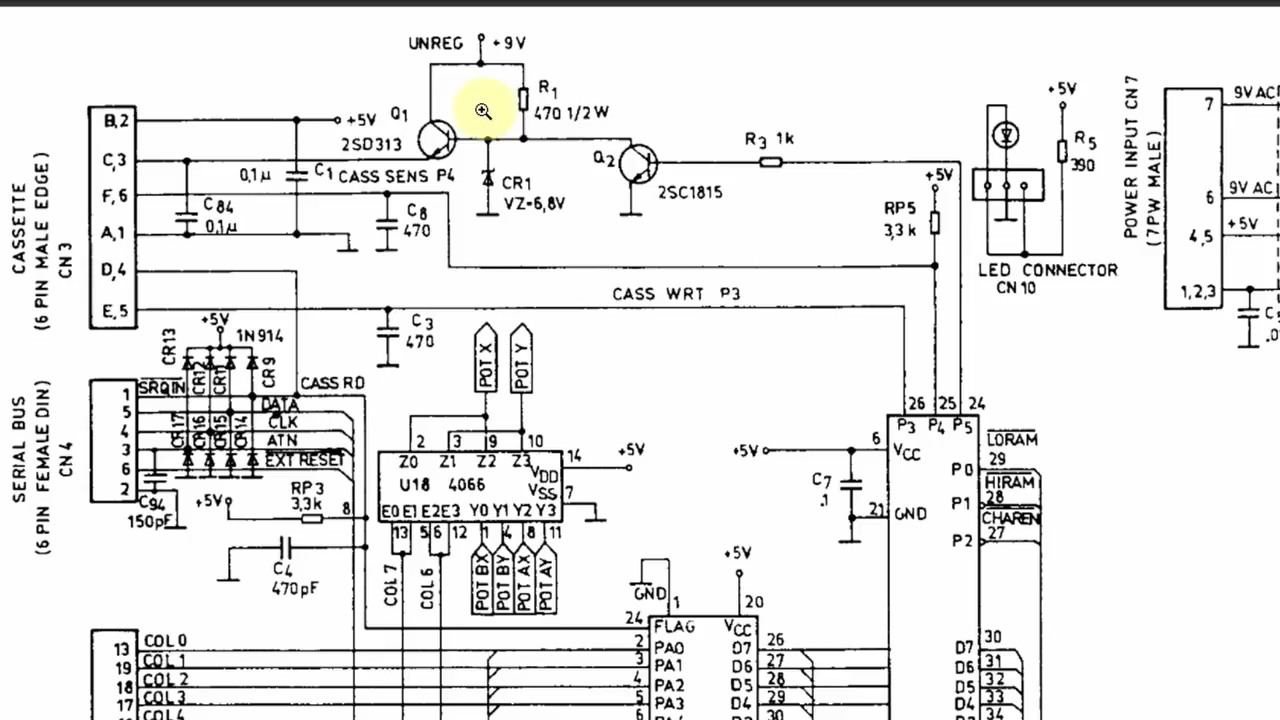 UNREG +9V
R1
470 1/2W
Q1
2SD313
+5V
B,2
C,3
F,6
A,1
D,4
E,5
CASSETTE
(6 PIN MALE EDGE)
CN3
0,1µ
C1
CASS SENS P4
C84
0,1µ
C8
470
CR1
VZ=6,8V
Q2
2SC1815
R3 1k
+5V
RP5
3,3k
+5V
R5
390
LED CONNECTOR
CN10
POWER INPUT CN7
(7PW MALE)
7
6
4,5
1,2,3
9V AC
9V AC
+5V
CASS WRT P3
C3
470
+5V
1N914
CR13
CR12
CR11
CR9
CR17
CR16
CR15
CR14
SERIAL BUS
(6 PIN FEMALE DIN)
CN4
1
5
4
3
6
2
SRQIN
CASS RD
DATA
CLK
ATN
EXT RESET
C94
150pF
+5V
RP3
3,3k
8
C4
470pF
POT X
POT Y
2
3
9
10
Z0
Z1
Z2
Z3
U18 4066
VDD
VSS
14
7
+5V
E0
E1
E2
E3
Y0
Y1
Y2
Y3
13
5
6
12
1
4
8
11
COL 7
COL 6
POT BX
POT BY
POT AX
POT AY
26
25
24
P3
P4
P5
+5V
6
VCC
C7
.1
21
GND
LORAM
29
P0
HIRAM
28
P1
CHAREN
27
P2
GND
1
+5V
20
24
FLAG
VCC
2
PA0
3
PA1
4
PA2
5
PA3
6
D7
D6
D5
D4
26
27
28
29
30
D7
D6
D5
D4
30
31
32
33
34
13
19
18
17
COL 0
COL 1
COL 2
COL 3
COL 4